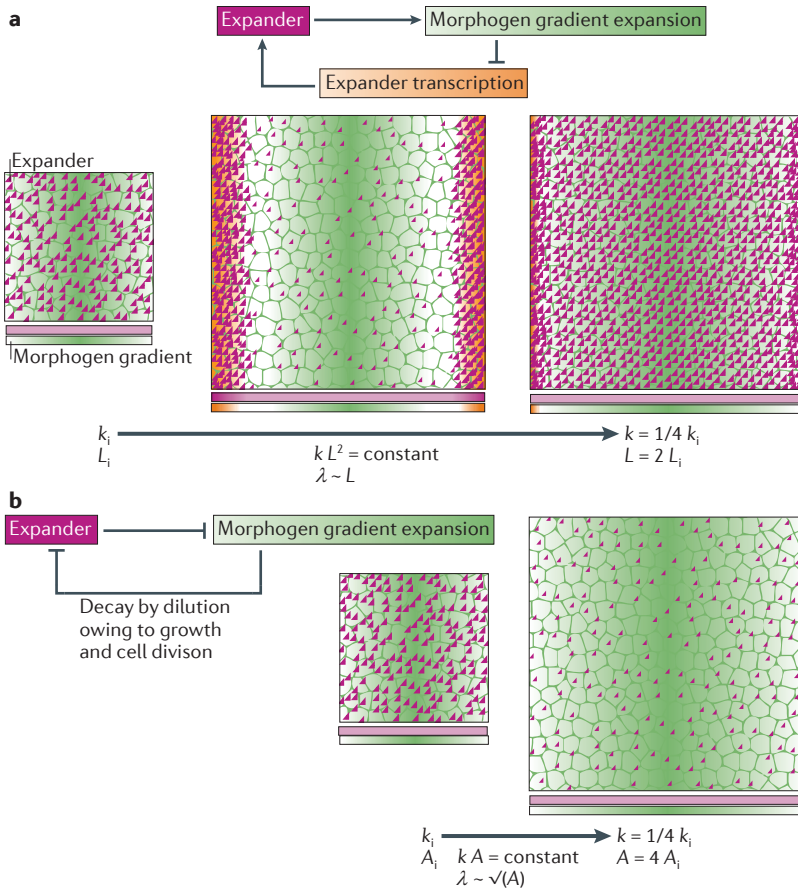 a
Expander
Morphogen gradient expansion
Expander transcription
Expander
Morphogen gradient
k_i
L_i
k L² = constant
λ ~ L
k = 1/4 k_i
L = 2 L_i
b
Expander
Morphogen gradient expansion
Decay by dilution
owing to growth
and cell divison
k_i
A_i
k A = constant
λ ~ √(A)
k = 1/4 k_i
A = 4 A_i